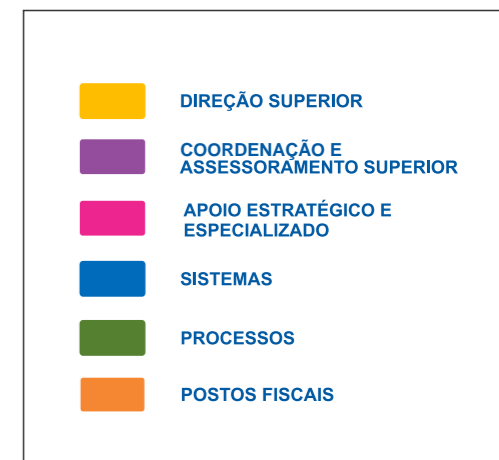 DIREÇÃO SUPERIOR
COORDENAÇÃO E
ASSESSORAMENTO SUPERIOR
APOIO ESTRATÉGICO E
ESPECIALIZADO
SISTEMAS
PROCESSOS
POSTOS FISCAIS